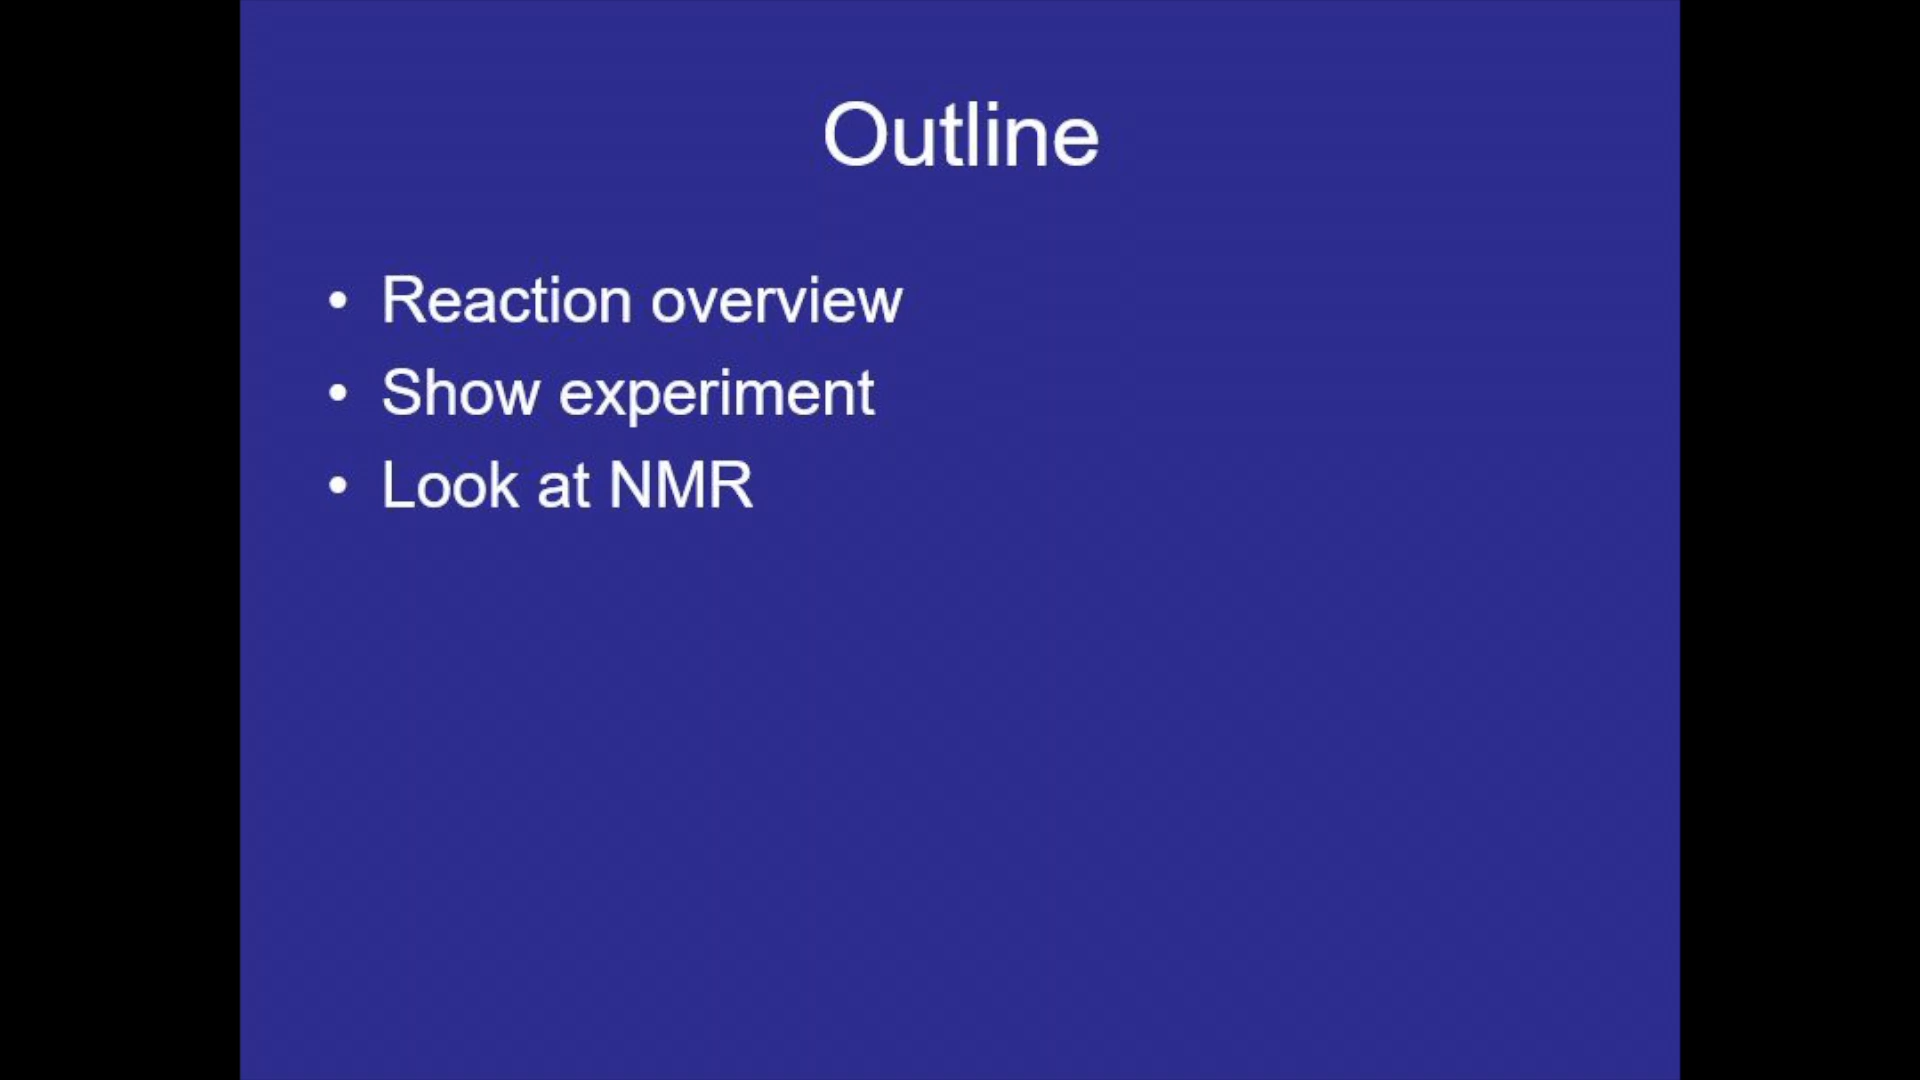 Outline
• Reaction overview
• Show experiment
• Look at NMR